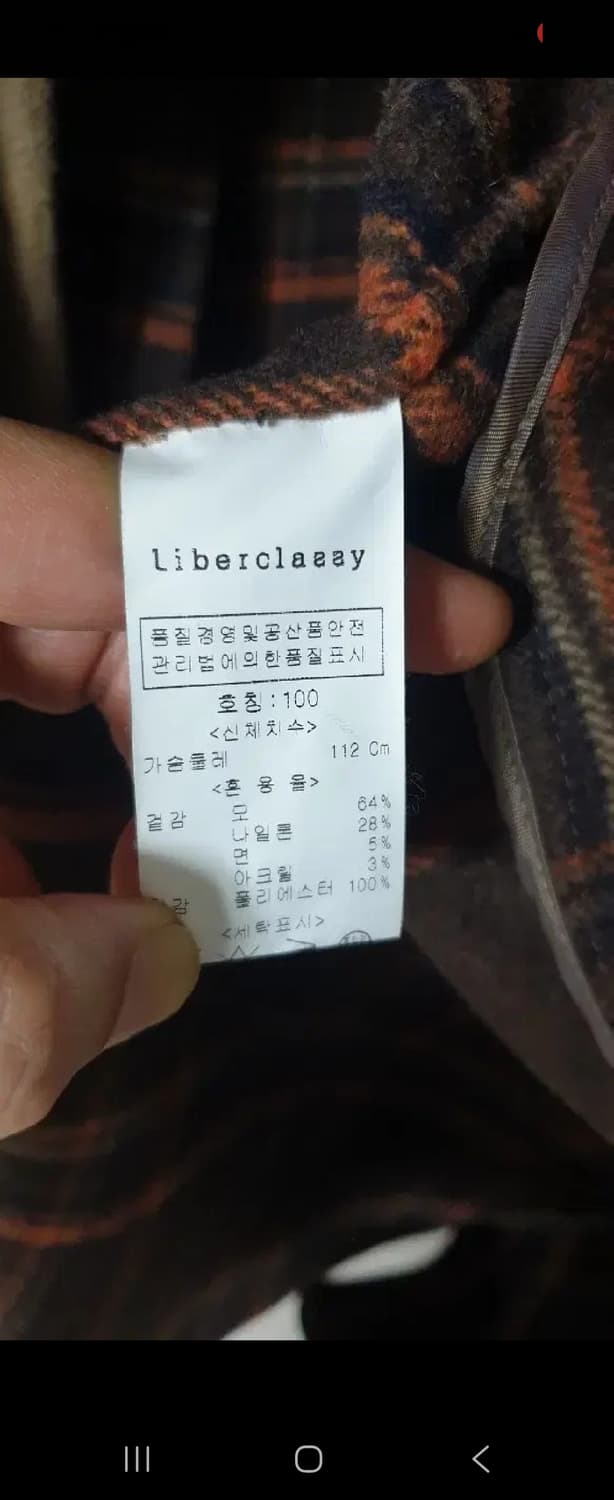 Liberclassy
품질경영및공산품안전
관리법에의한품질표시
호칭:100
<신체치수>
가슴둘레 112 Cm
<혼 용 율>
겉감 모 64%
나일론 28%
면 5%
아크릴 3%
감 폴리에스터 100%
<세탁표시>